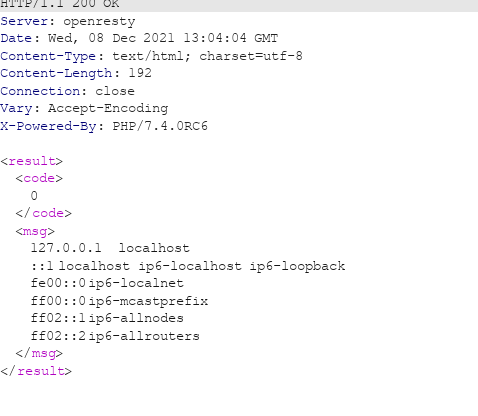 HTTP/1.1 200 OK
Server: openresty
Date: Wed, 08 Dec 2021 13:04:04 GMT
Content-Type: text/html; charset=utf-8
Content-Length: 192
Connection: close
Vary: Accept-Encoding
X-Powered-By: PHP/7.4.0RC6

<result>
  <code>
    0
  </code>
  <msg>
    127.0.0.1  localhost
    ::1 localhost ip6-localhost ip6-loopback
    fe00::0 ip6-localnet
    ff00::0 ip6-mcastprefix
    ff02::1 ip6-allnodes
    ff02::2 ip6-allrouters
  </msg>
</result>